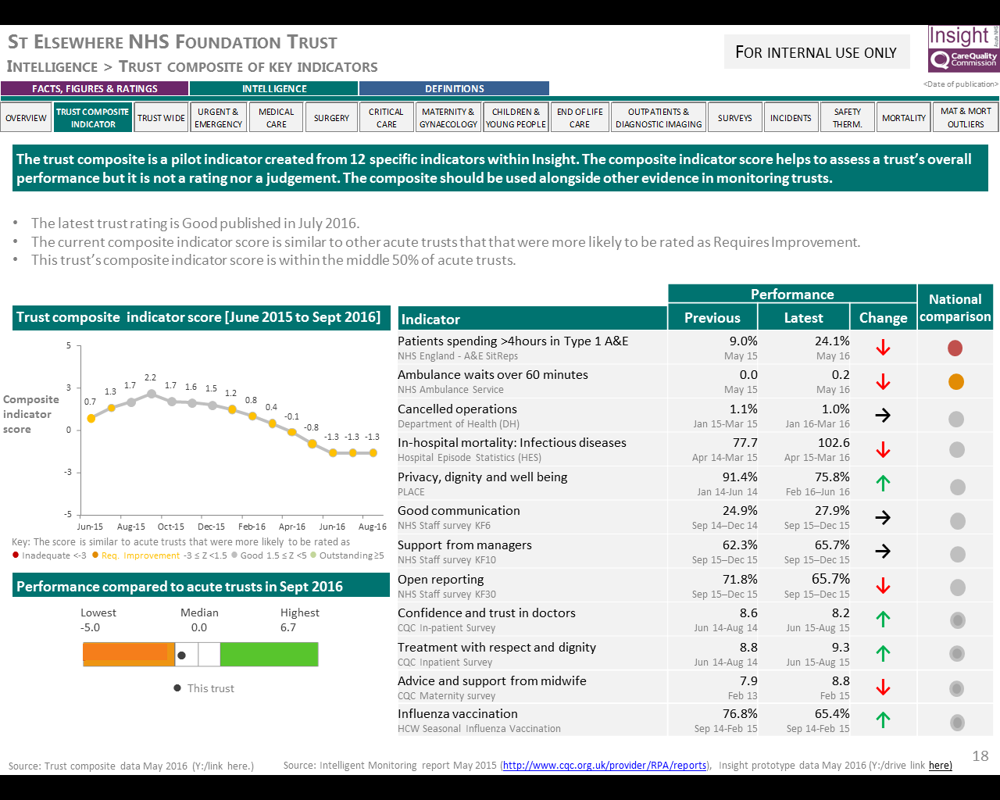 ST ELSEWHERE NHS FOUNDATION TRUST
INTELLIGENCE > TRUST COMPOSITE OF KEY INDICATORS
FOR INTERNAL USE ONLY
Insight
Acute NHS
CareQuality
Commission
<Date of publication>
FACTS, FIGURES & RATINGS
INTELLIGENCE
DEFINITIONS
OVERVIEW
TRUST COMPOSITE
INDICATOR
TRUST WIDE
URGENT &
EMERGENCY
MEDICAL
CARE
SURGERY
CRITICAL
CARE
MATERNITY &
GYNAECOLOGY
CHILDREN &
YOUNG PEOPLE
END OF LIFE
CARE
OUTPATIENTS &
DIAGNOSTIC IMAGING
SURVEYS
INCIDENTS
SAFETY
THERM.
MORTALITY
MAT & MORT
OUTLIERS
The trust composite is a pilot indicator created from 12 specific indicators within Insight. The composite indicator score helps to assess a trust's overall
performance but it is not a rating nor a judgement. The composite should be used alongside other evidence in monitoring trusts.
• The latest trust rating is Good published in July 2016.
• The current composite indicator score is similar to other acute trusts that that were more likely to be rated as Requires Improvement.
• This trust's composite indicator score is within the middle 50% of acute trusts.
Trust composite indicator score [June 2015 to Sept 2016]
Composite
indicator
score
5
3
0
-3
-5
0.7 1.3 1.7 2.2 1.7 1.6 1.5 1.2 0.8 0.4 -0.1 -0.8 -1.3 -1.3 -1.3
Jun-15 Aug-15 Oct-15 Dec-15 Feb-16 Apr-16 Jun-16 Aug-16
Key: The score is similar to acute trusts that were more likely to be rated as
Inadequate <-3 Req. Improvement -3 ≤ Z <1.5 Good 1.5 ≤ Z <5 Outstanding ≥5
Performance compared to acute trusts in Sept 2016
Lowest Median Highest
-5.0 0.0 6.7
This trust
Performance
National
comparison
Indicator Previous Latest Change
Patients spending >4hours in Type 1 A&E 9.0% 24.1%
NHS England - A&E SitReps May 15 May 16
Ambulance waits over 60 minutes 0.0 0.2
NHS Ambulance Service May 15 May 16
Cancelled operations 1.1% 1.0%
Department of Health (DH) Jan 15-Mar 15 Jan 16-Mar 16
In-hospital mortality: Infectious diseases 77.7 102.6
Hospital Episode Statistics (HES) Apr 14-Mar 15 Apr 15-Mar 16
Privacy, dignity and well being 91.4% 75.8%
PLACE Jan 14-Jun 14 Feb 16–Jun 16
Good communication 24.9% 27.9%
NHS Staff survey KF6 Sep 14–Dec 14 Sep 15–Dec 15
Support from managers 62.3% 65.7%
NHS Staff survey KF10 Sep 15–Dec 15 Sep 15–Dec 15
Open reporting 71.8% 65.7%
NHS Staff survey KF30 Sep 15–Dec 15 Sep 15–Dec 15
Confidence and trust in doctors 8.6 8.2
CQC In-patient Survey Jun 14-Aug 14 Jun 15-Aug 15
Treatment with respect and dignity 8.8 9.3
CQC Inpatient Survey Jun 14-Aug 14 Jun 15-Aug 15
Advice and support from midwife 7.9 8.8
CQC Maternity survey Feb 13 Feb 15
Influenza vaccination 76.8% 65.4%
HCW Seasonal Influenza Vaccination Sep 14-Feb 15 Sep 14-Feb 15
Source: Trust composite data May 2016 (Y:/link here.)
Source: Intelligent Monitoring report May 2015 (http://www.cqc.org.uk/provider/RPA/reports), Insight prototype data May 2016 (Y:/drive link here)
18